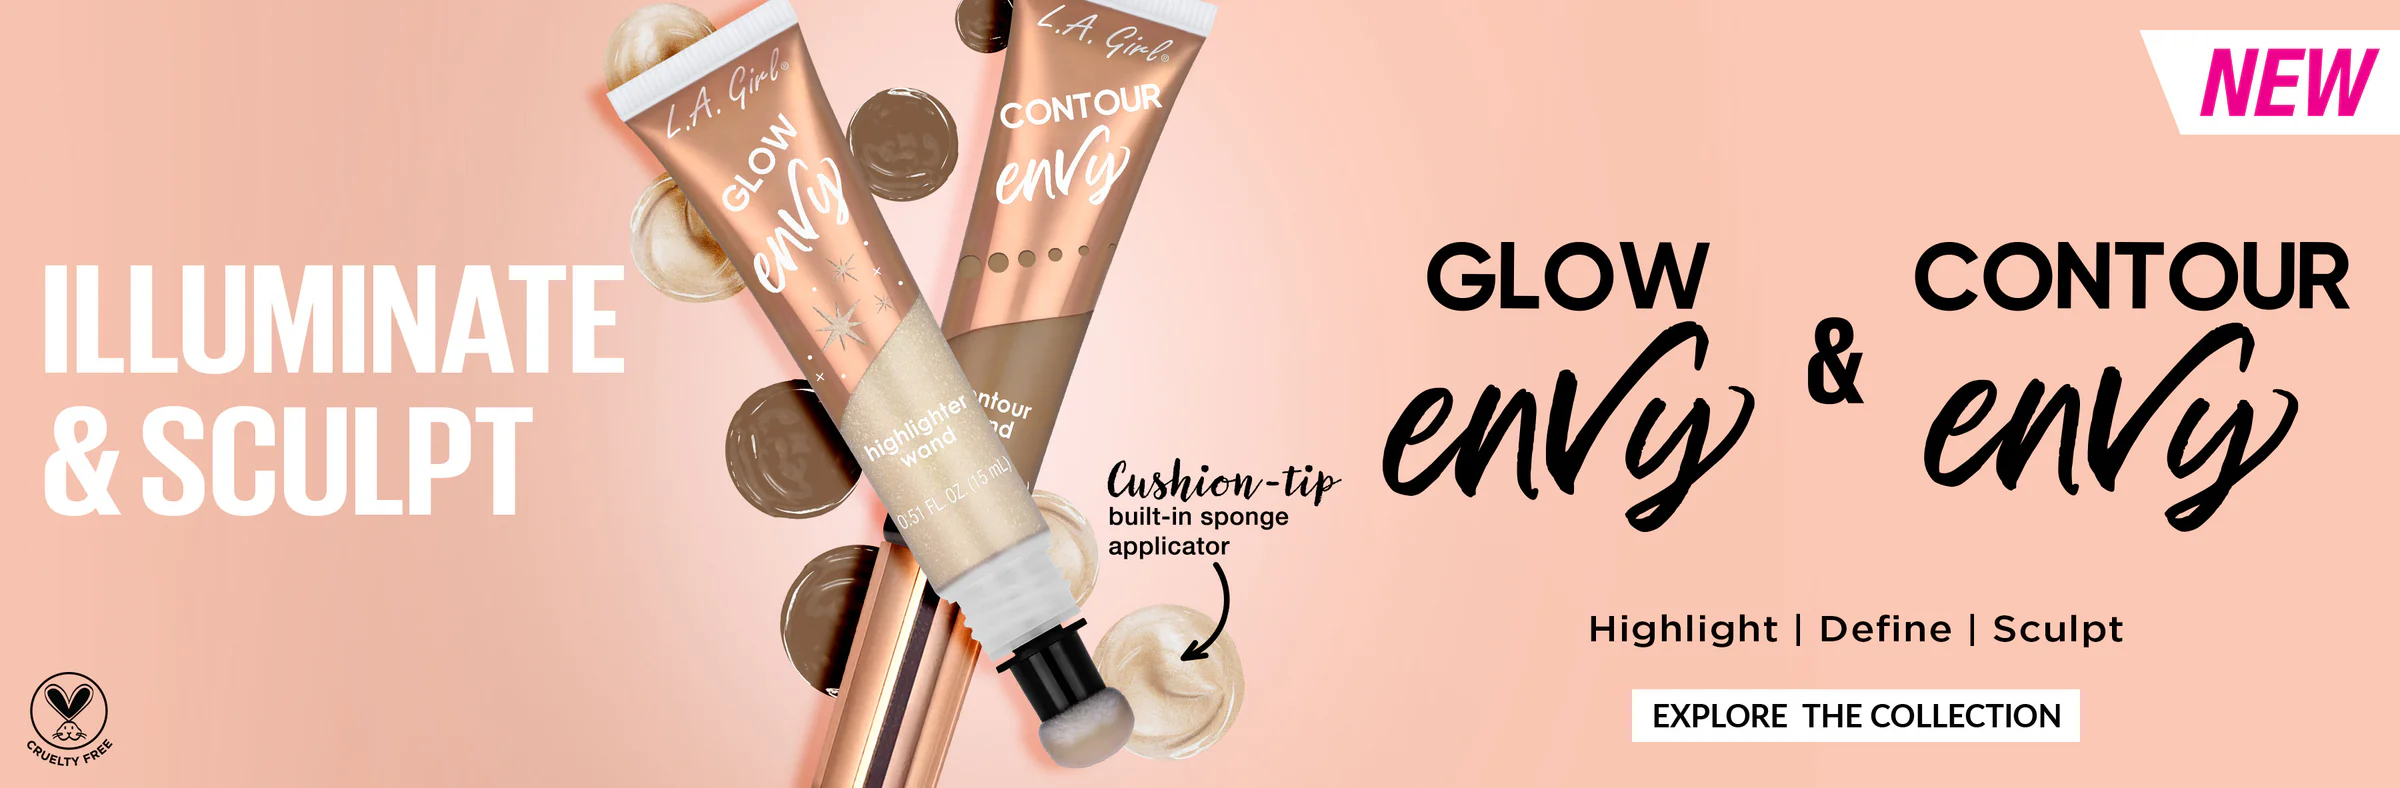 ILLUMINATE
& SCULPT
CRUELTY FREE
L.A. Girl®
GLOW
envy
highlighter
wand
0.51 FL. OZ. (15 mL)
L.A. Girl®
CONTOUR
envy
Cushion-tip
built-in sponge
applicator
NEW
GLOW
envy
&
CONTOUR
envy
Highlight | Define | Sculpt
EXPLORE THE COLLECTION